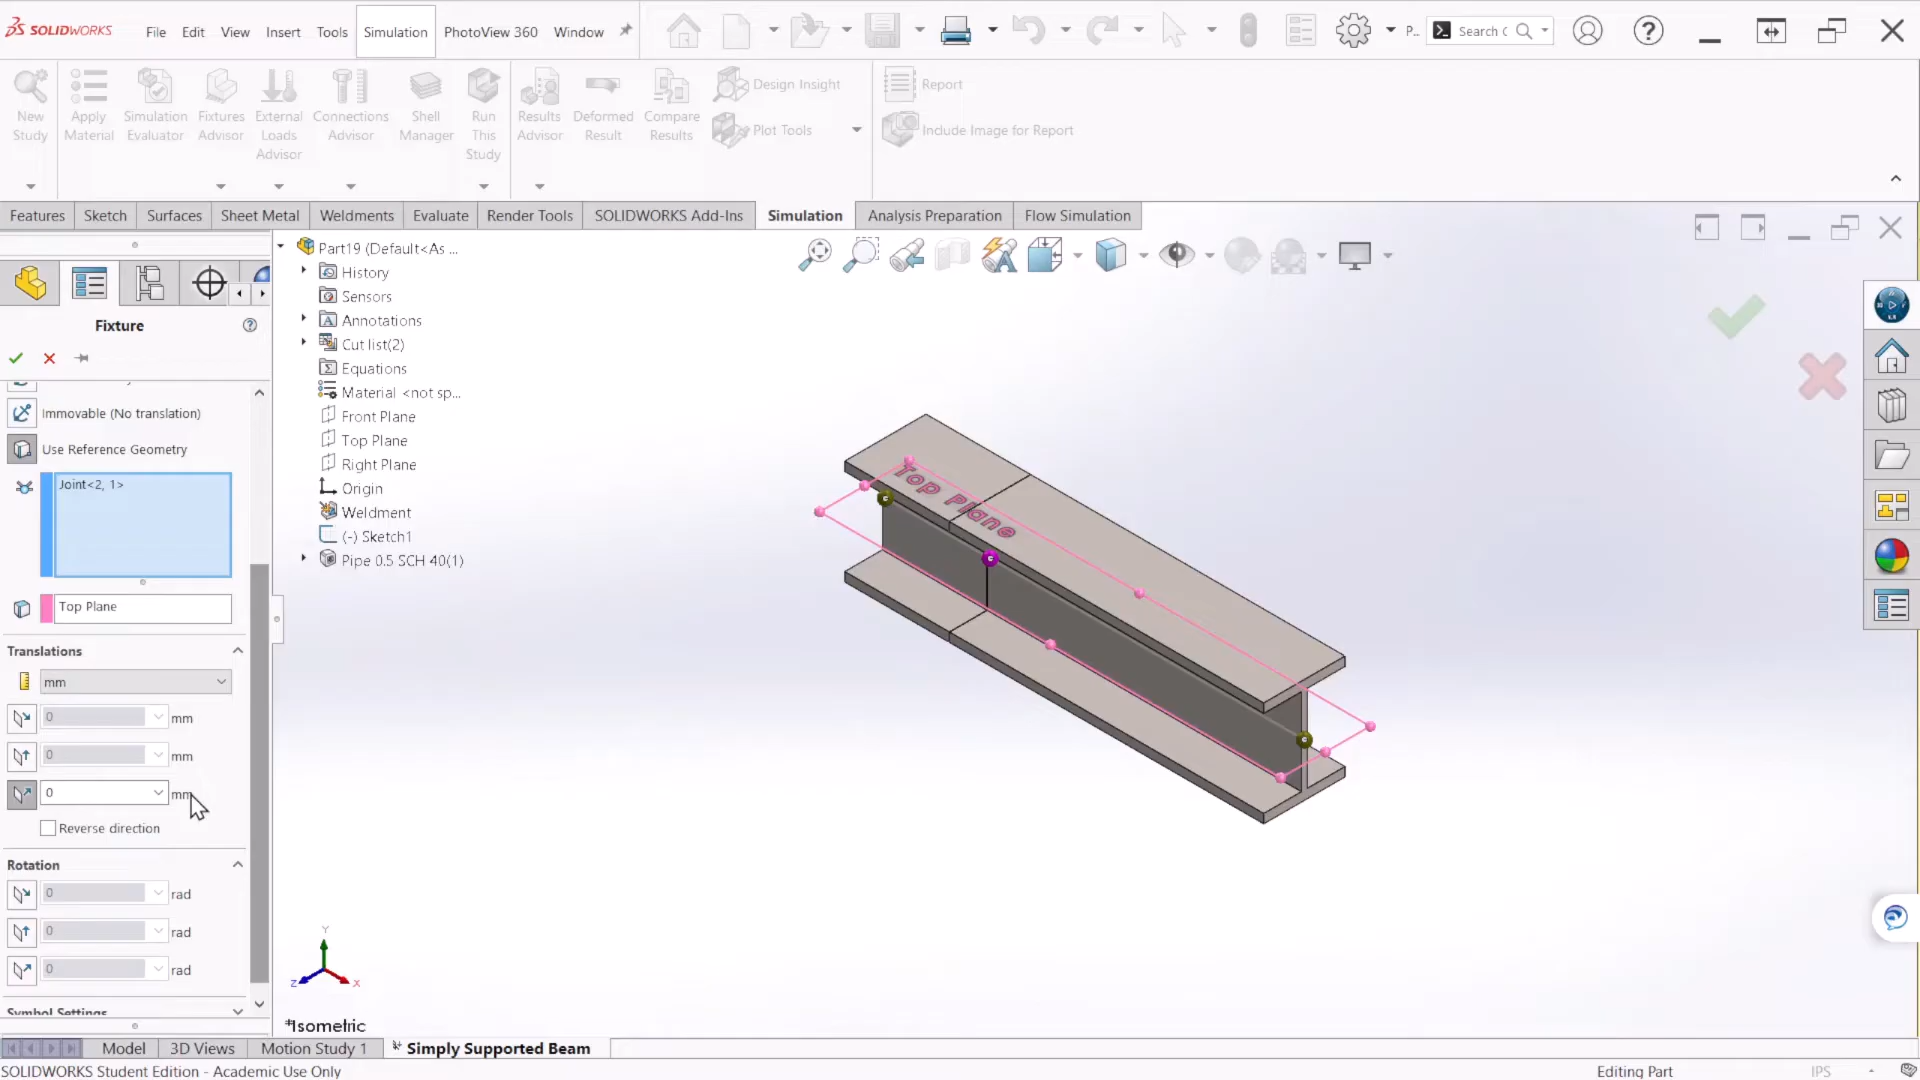 SOLIDWORKS File Edit View Insert Tools Simulation PhotoView 360 Window P.. Search C
New Study
Apply Material
Simulation Evaluator
Fixtures Advisor
External Loads Advisor
Connections Advisor
Shell Manager
Run This Study
Results Advisor
Deformed Result
Compare Results
Design Insight
Plot Tools
Report
Include Image for Report
Features Sketch Surfaces Sheet Metal Weldments Evaluate Render Tools SOLIDWORKS Add-Ins Simulation Analysis Preparation Flow Simulation
Fixture
Immovable (No translation)
Use Reference Geometry
Joint<2, 1>
Top Plane
Translations
mm
0 mm
0 mm
0 mm
Reverse direction
Rotation
0 rad
0 rad
0 rad
Symbol Settings
Part19 (Default<As ...
History
Sensors
Annotations
Cut list(2)
Equations
Material <not sp...
Front Plane
Top Plane
Right Plane
Origin
Weldment
(-) Sketch1
Pipe 0.5 SCH 40(1)
Top Plane
Y
Z
X
*Isometric
Model 3D Views Motion Study 1 Simply Supported Beam
SOLIDWORKS Student Edition - Academic Use Only Editing Part IPS